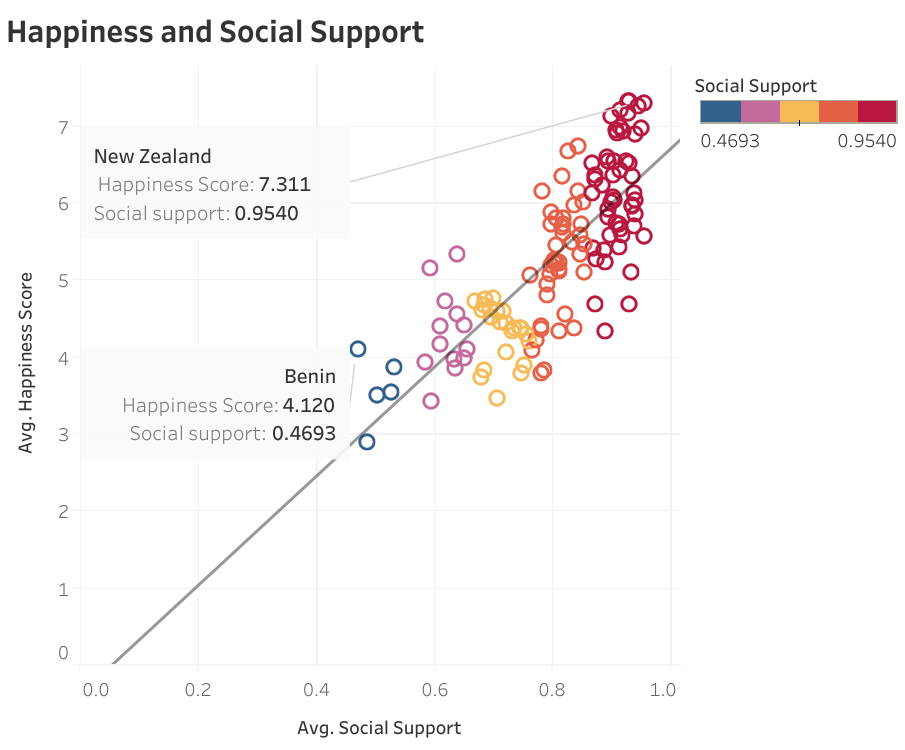 Happiness and Social Support
Social Support
0.4693 0.9540
New Zealand
Happiness Score: 7.311
Social support: 0.9540
Benin
Happiness Score: 4.120
Social support: 0.4693
Avg. Happiness Score
7
6
5
4
3
2
1
0
0.0 0.2 0.4 0.6 0.8 1.0
Avg. Social Support